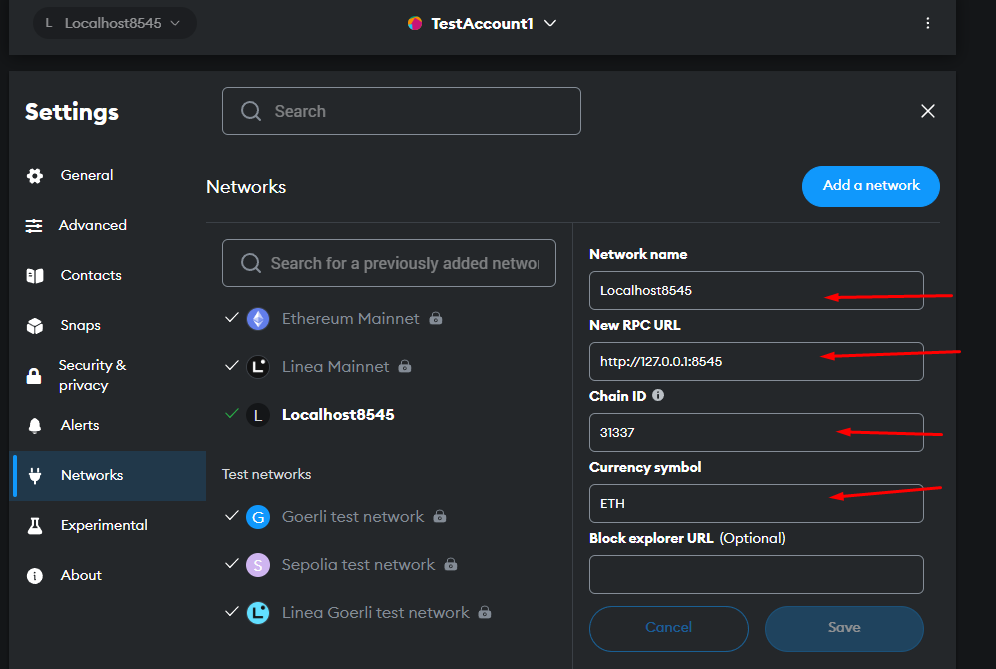 L Localhost8545
TestAccount1
Settings
Search
General
Advanced
Contacts
Snaps
Security &
privacy
Alerts
Networks
Experimental
About
Networks
Add a network
Search for a previously added networ
Ethereum Mainnet
Linea Mainnet
L Localhost8545
Test networks
G Goerli test network
S Sepolia test network
Linea Goerli test network
Network name
Localhost8545
New RPC URL
http://127.0.0.1:8545
Chain ID
31337
Currency symbol
ETH
Block explorer URL (Optional)
Cancel
Save